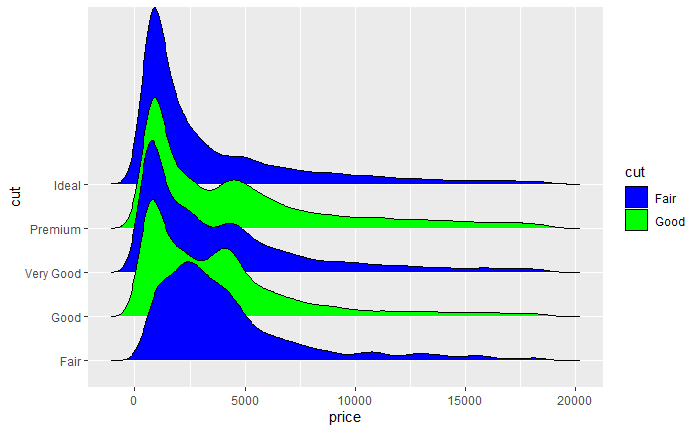 cut
Ideal
Premium
Very Good
Good
Fair
0 5000 10000 15000 20000
price
cut
Fair
Good